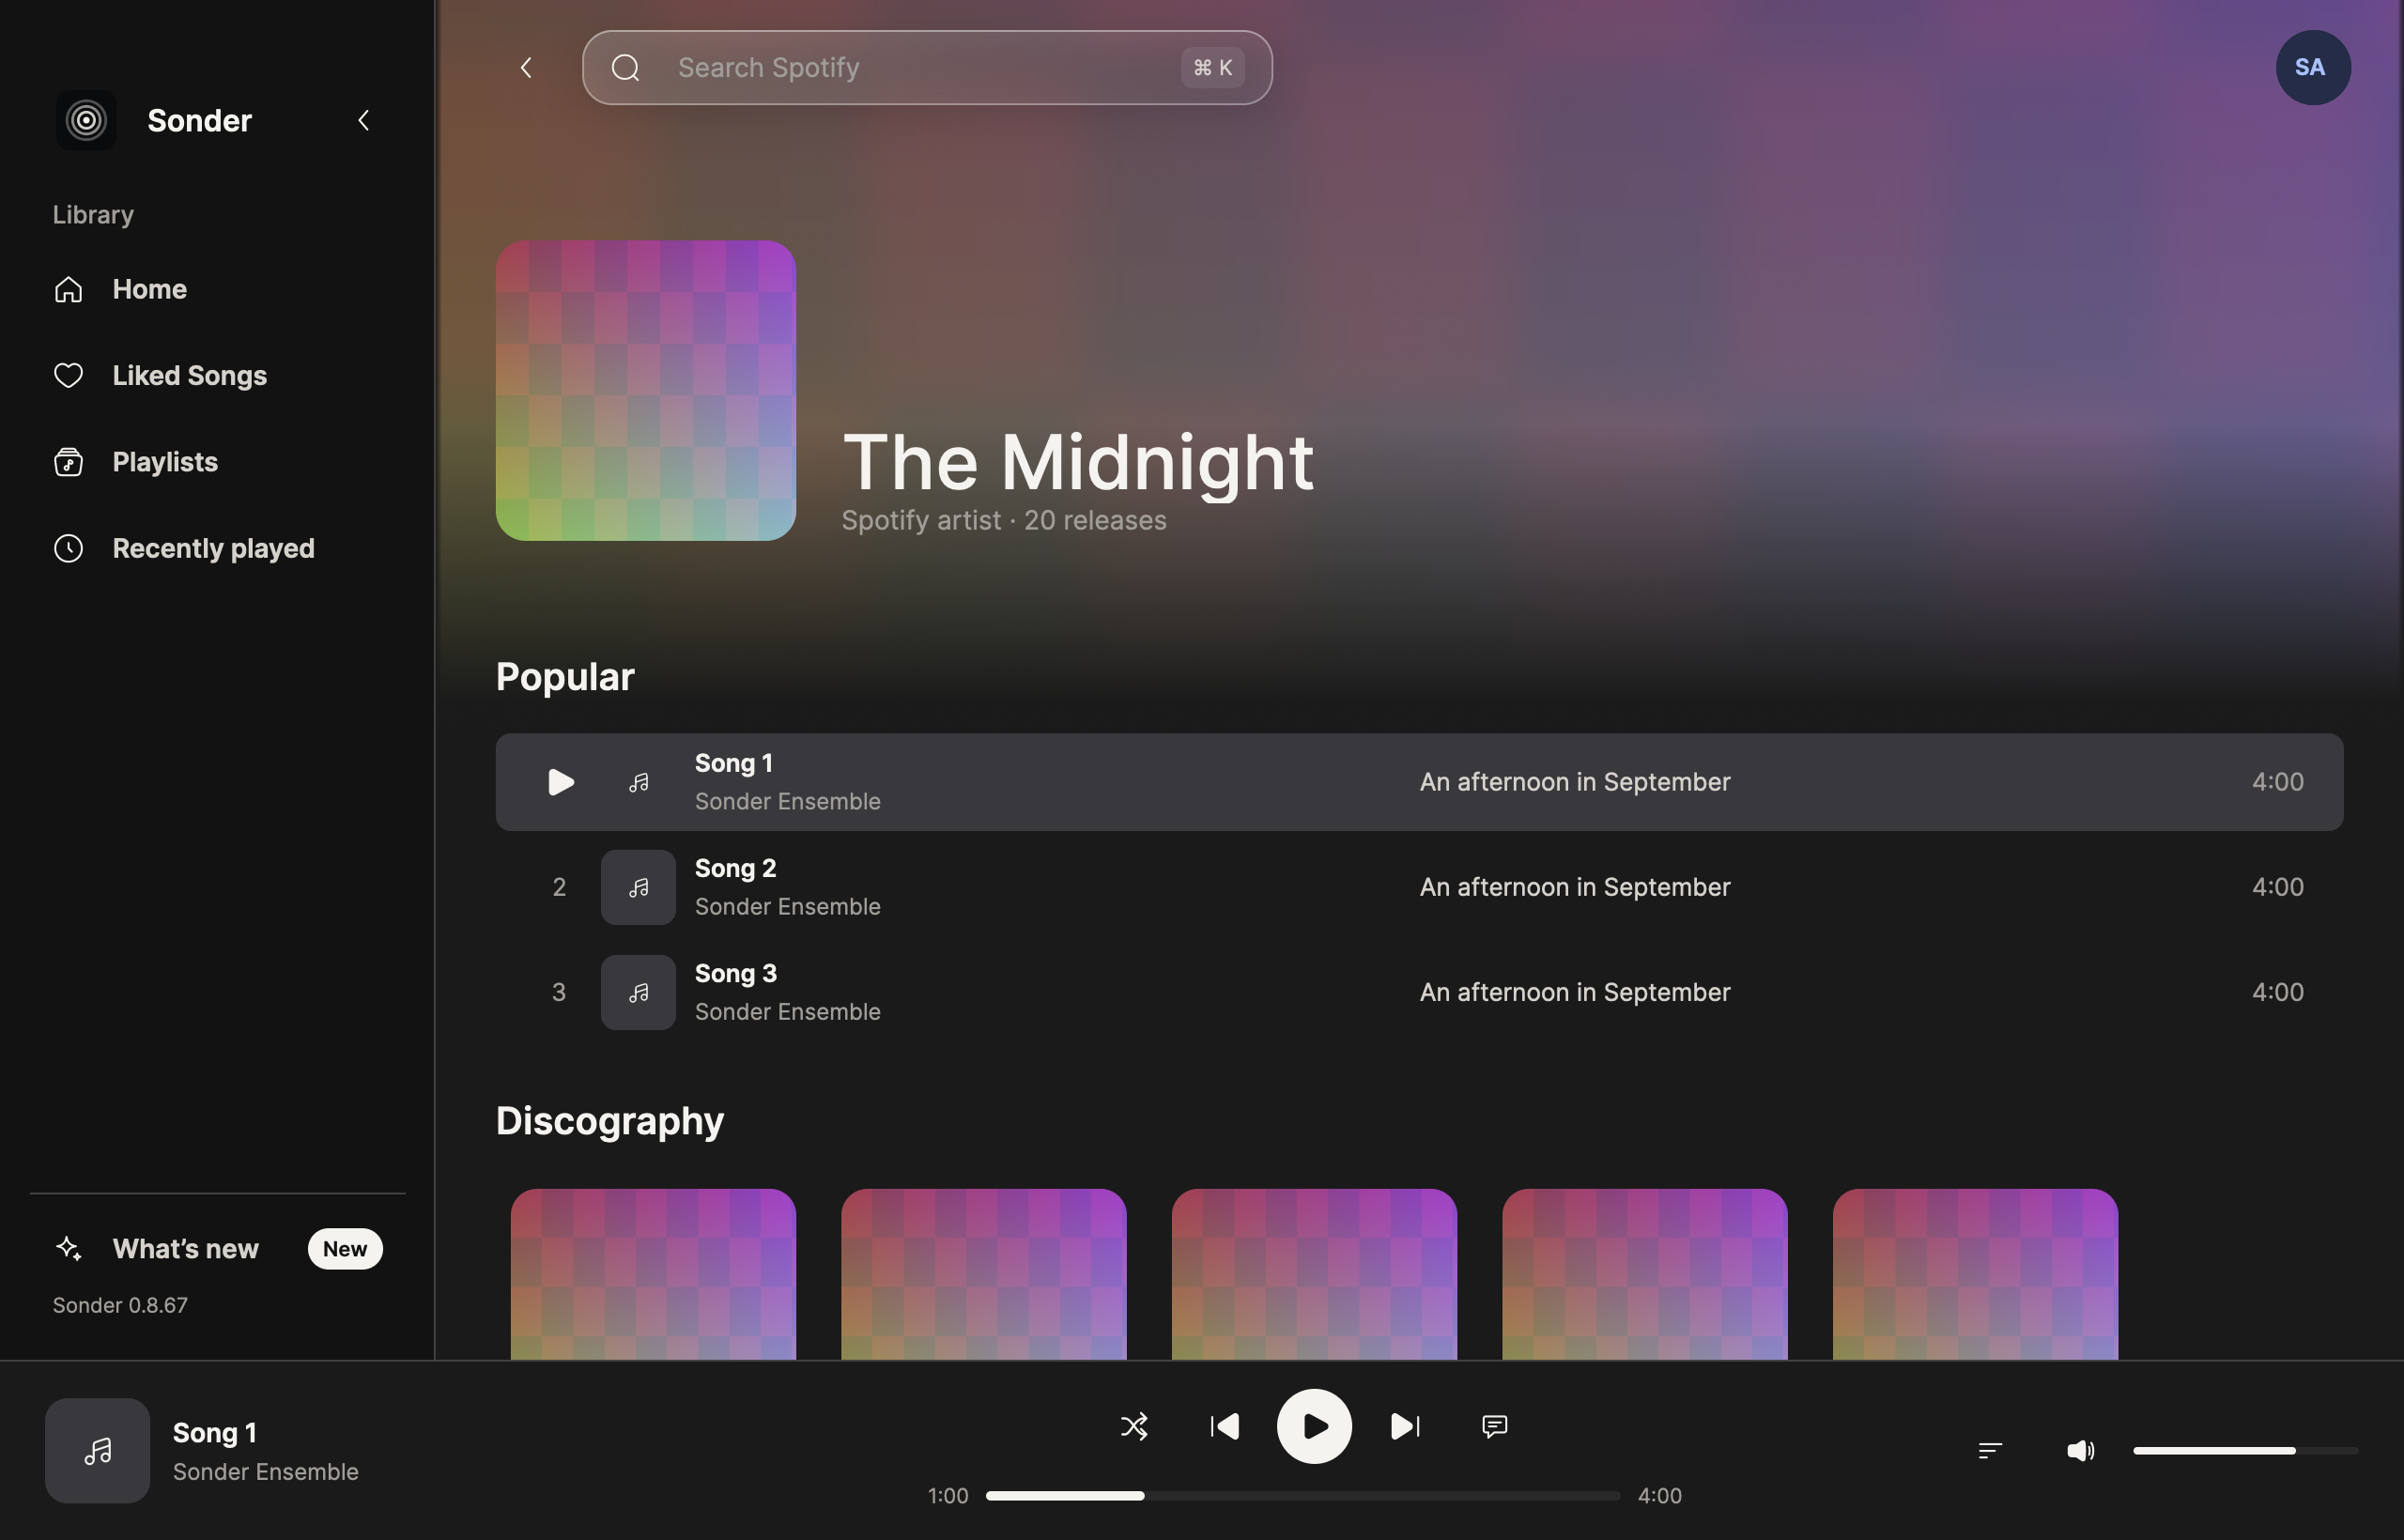 Search Spotify
⌘ K
SA
Sonder
Library
Home
Liked Songs
Playlists
Recently played
The Midnight
Spotify artist · 20 releases
Popular
Song 1
Sonder Ensemble
An afternoon in September
4:00
2
Song 2
Sonder Ensemble
An afternoon in September
4:00
3
Song 3
Sonder Ensemble
An afternoon in September
4:00
Discography
What’s new
New
Sonder 0.8.67
Song 1
Sonder Ensemble
1:00
4:00